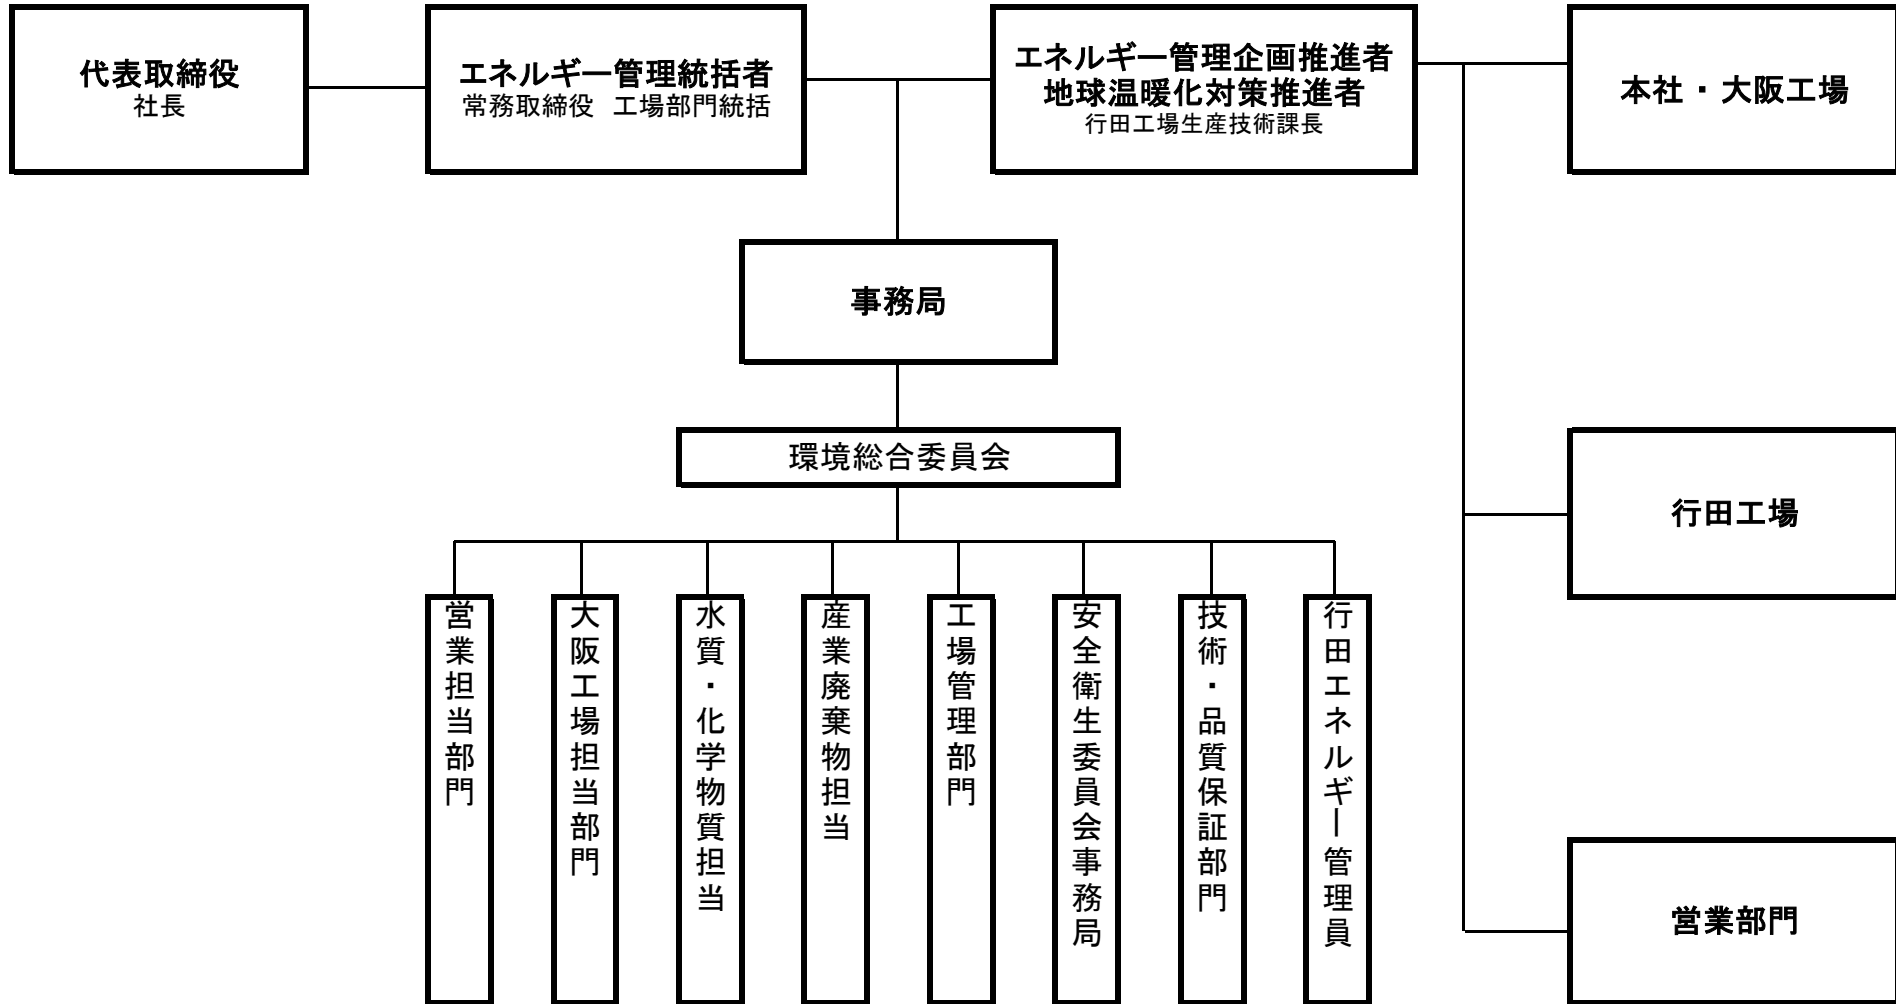 代表取締役
社長
エネルギー管理統括者
常務取締役 工場部門統括
エネルギー管理企画推進者
地球温暖化対策推進者
行田工場生産技術課長
本社・大阪工場
事務局
環境総合委員会
行田工場
営業担当部門
大阪工場担当部門
水質・化学物質担当
産業廃棄物担当
工場管理部門
安全衛生委員会事務局
技術・品質保証部門
行田エネルギー管理員
営業部門